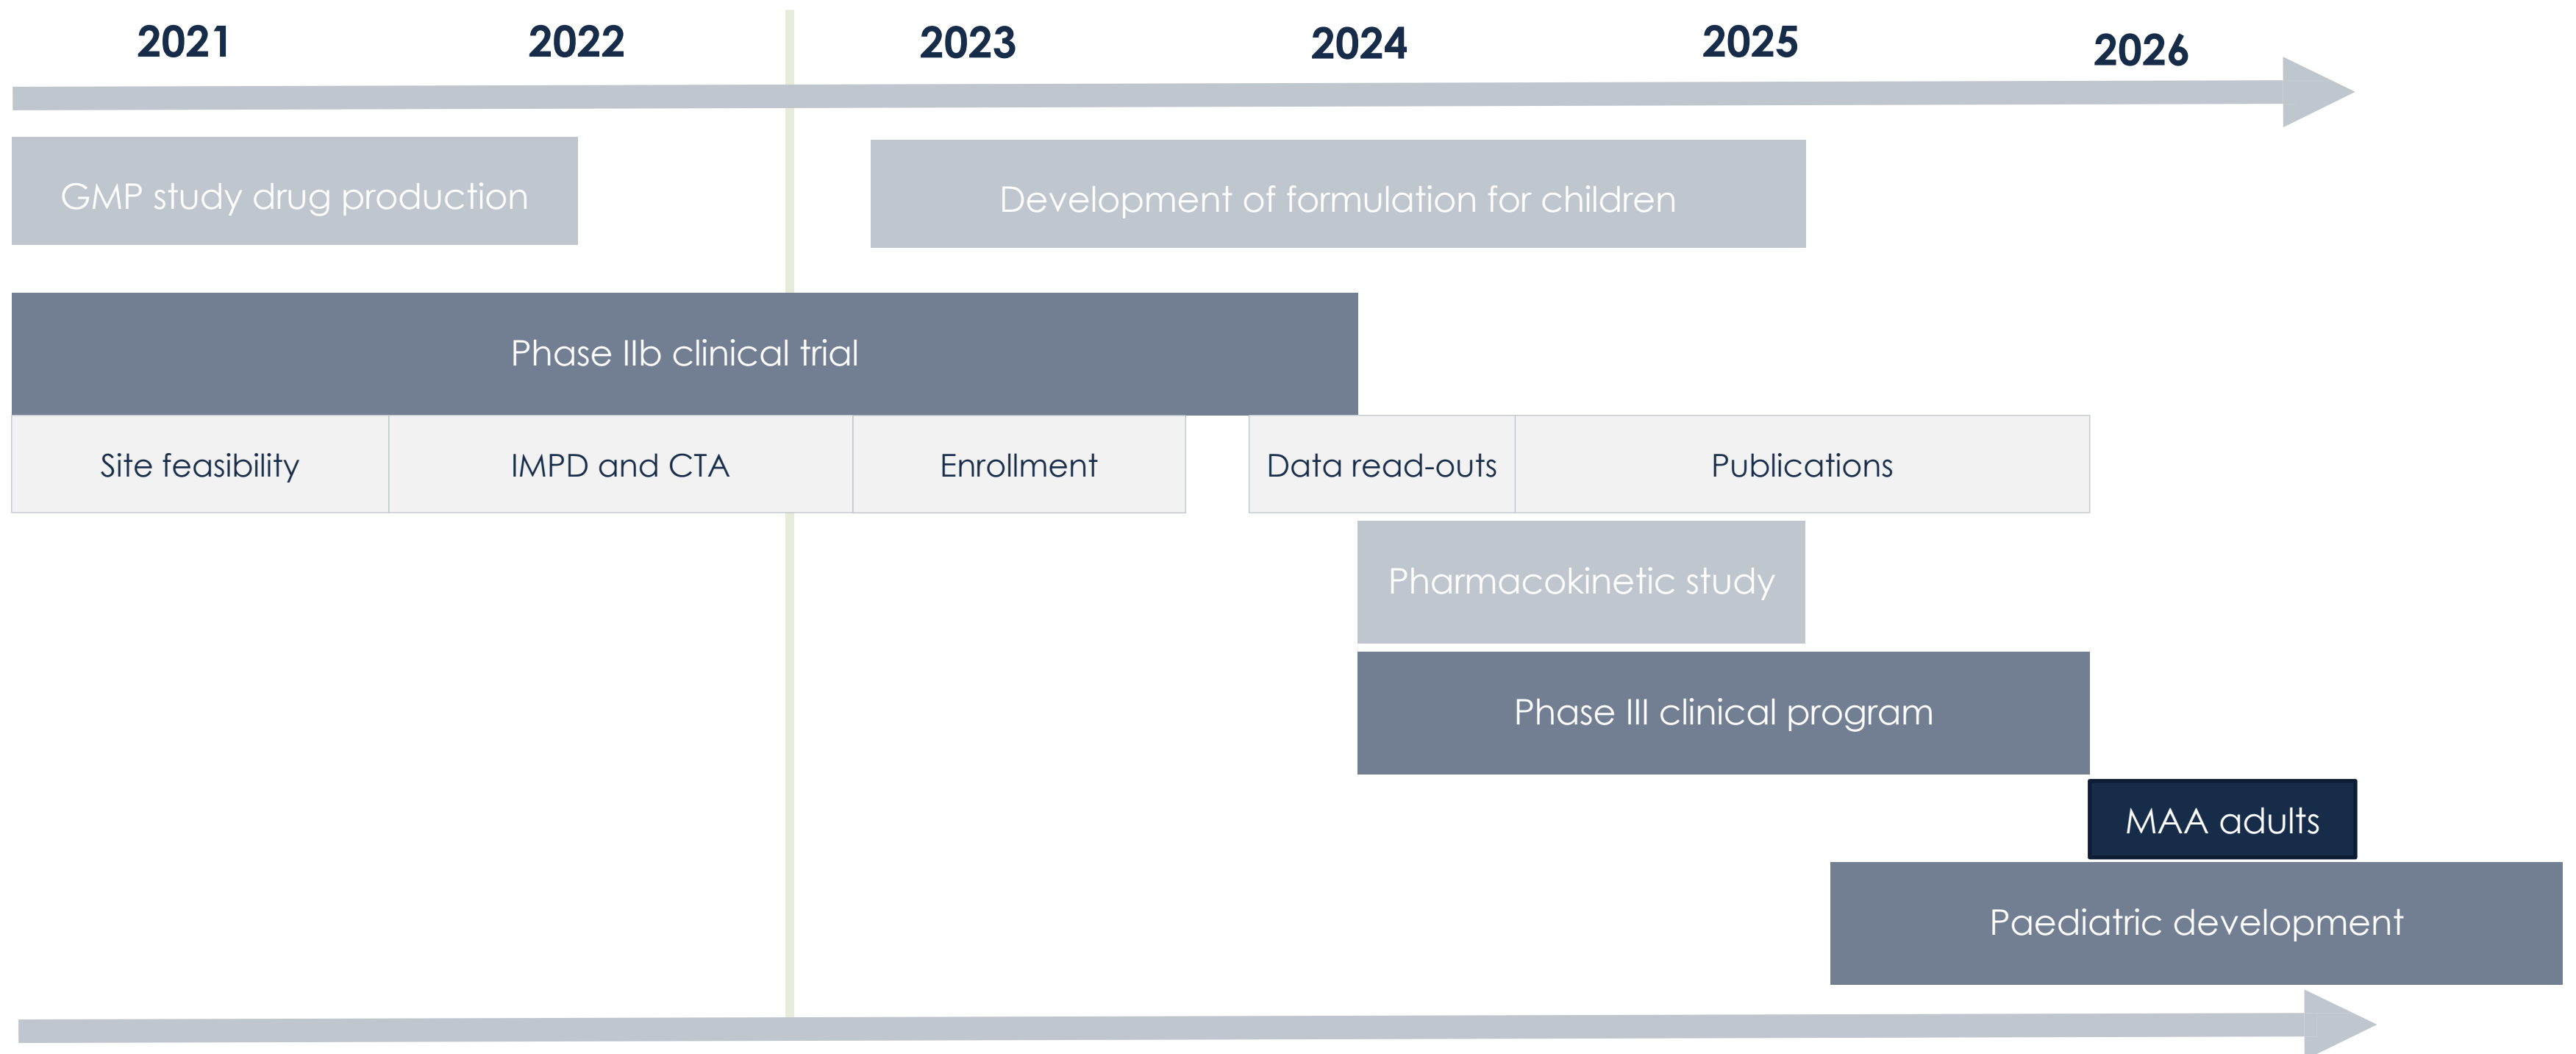 2021 2022 2023 2024 2025 2026
GMP study drug production
Development of formulation for children
Phase IIb clinical trial
Site feasibility
IMPD and CTA
Enrollment
Data read-outs
Publications
Pharmacokinetic study
Phase III clinical program
MAA adults
Paediatric development